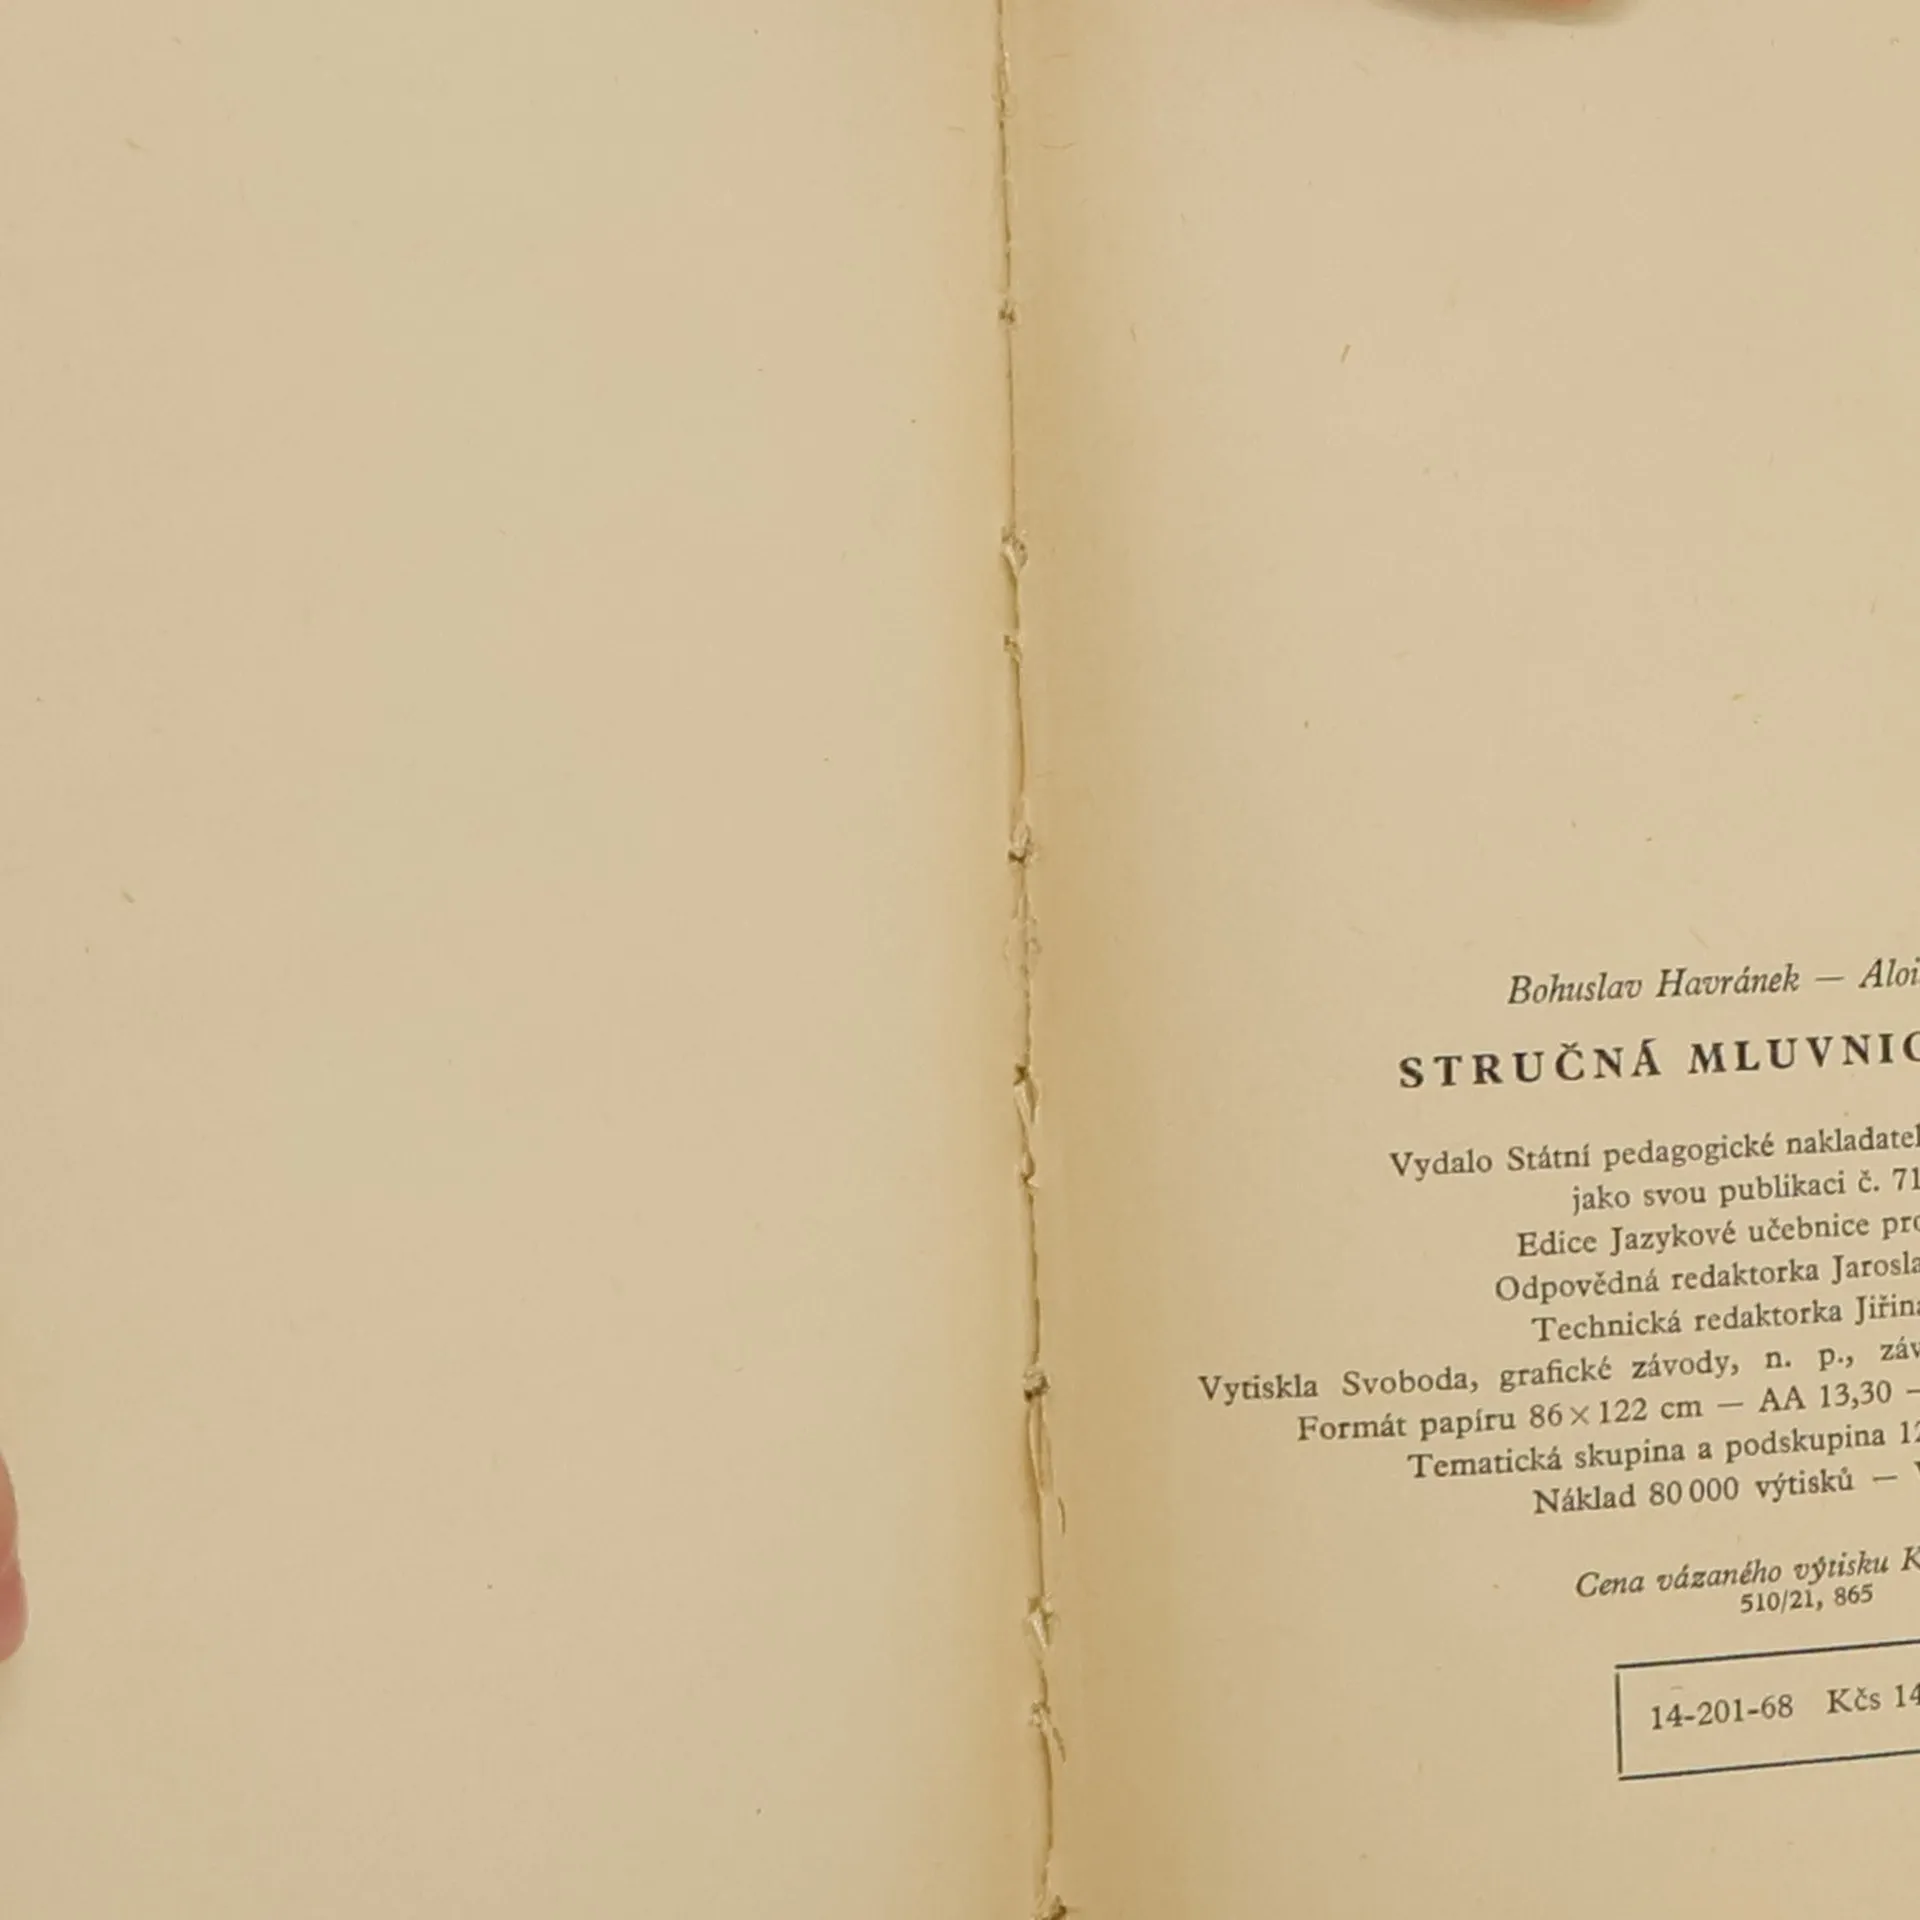 Bohuslav Havránek — Aloi
STRUČNÁ MLUVNIC
Vydalo Státní pedagogické nakladatel
jako svou publikaci č. 71
Edice Jazykové učebnice pro
Odpovědná redaktorka Jarosla
Technická redaktorka Jiřina
Vytiskla Svoboda, grafické závody, n. p., záv
Formát papíru 86×122 cm — AA 13,30 —
Tematická skupina a podskupina 12
Náklad 80 000 výtisků — V
Cena vázaného výtisku K
510/21, 865
14-201-68 Kčs 14